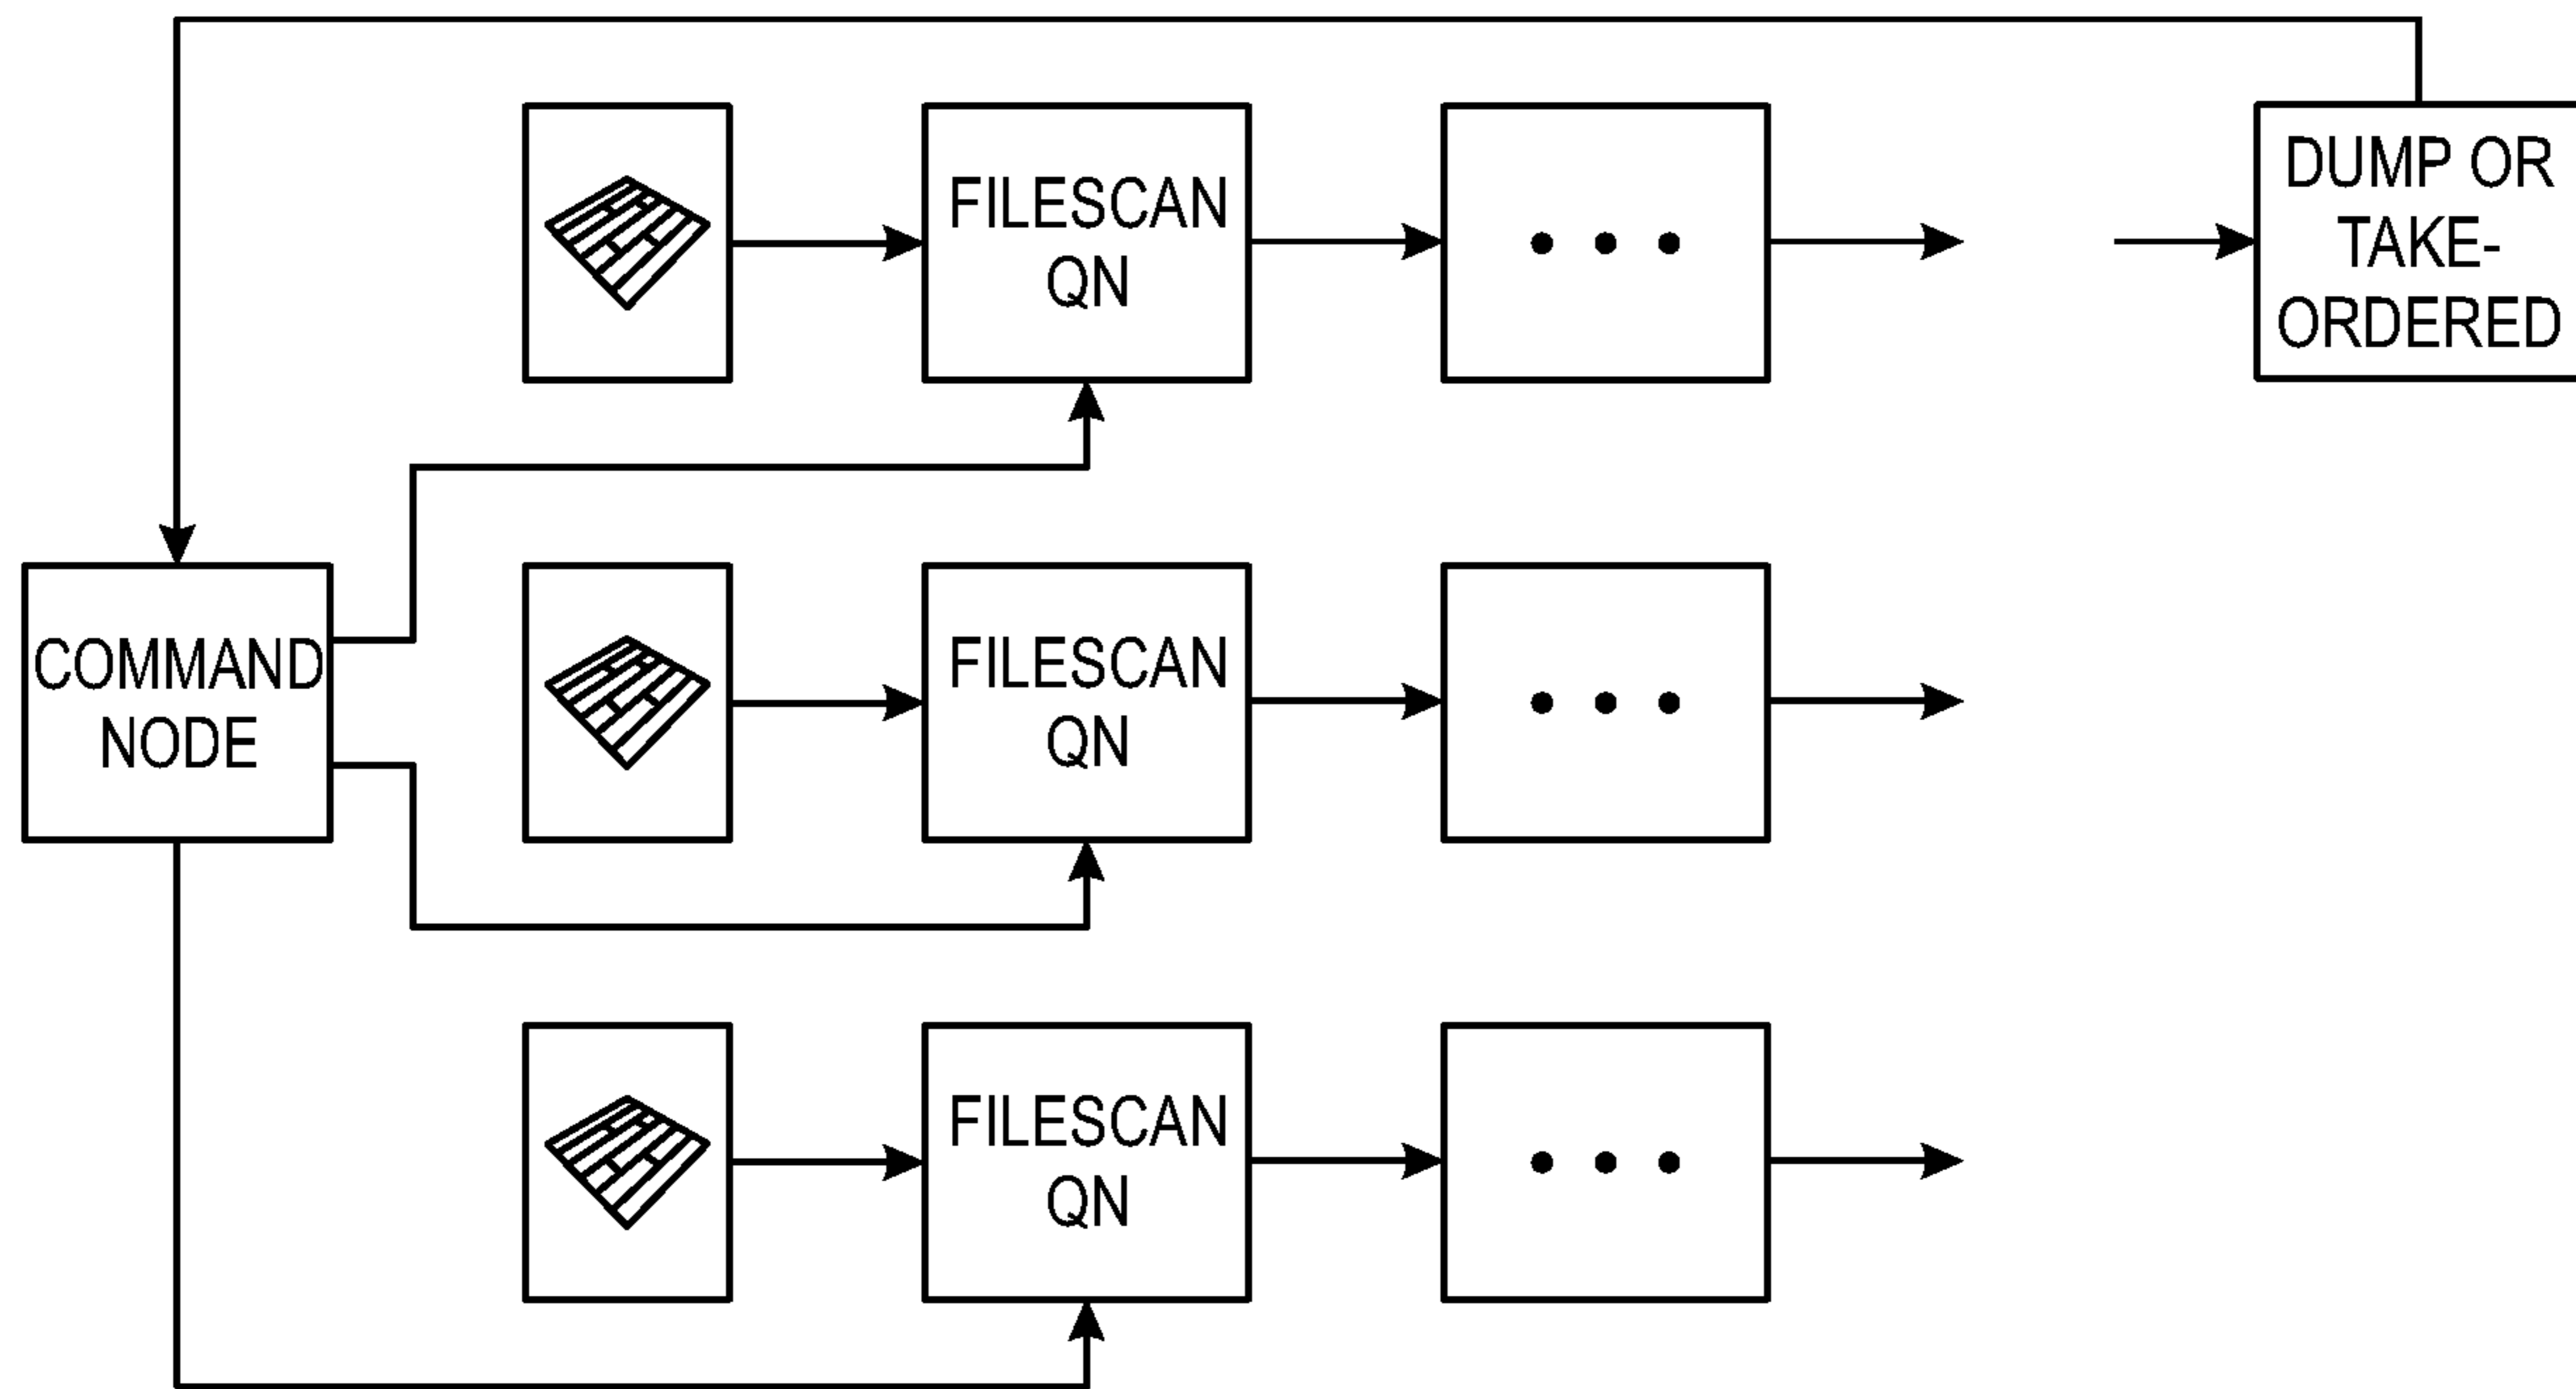 FILESCAN
QN
• • •
DUMP OR
TAKE-
ORDERED
COMMAND
NODE
FILESCAN
QN
• • •
FILESCAN
QN
• • •